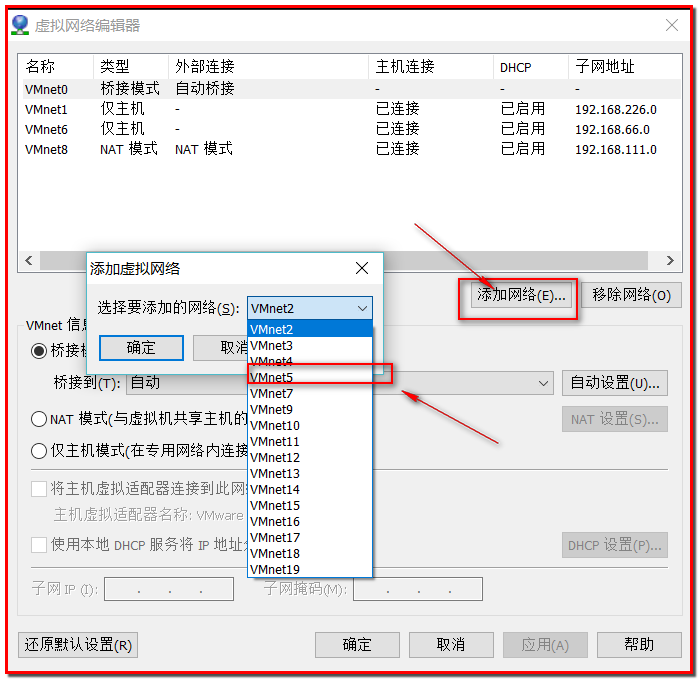 虚拟网络编辑器
名称 类型 外部连接 主机连接 DHCP 子网地址
VMnet0 桥接模式 自动桥接 - - -
VMnet1 仅主机 - 已连接 已启用 192.168.226.0
VMnet6 仅主机 - 已连接 已启用 192.168.66.0
VMnet8 NAT 模式 NAT 模式 已连接 已启用 192.168.111.0
添加虚拟网络
选择要添加的网络(S): VMnet2
确定 取消
VMnet2
VMnet3
VMnet4
VMnet5
VMnet7
VMnet9
VMnet10
VMnet11
VMnet12
VMnet13
VMnet14
VMnet15
VMnet16
VMnet17
VMnet18
VMnet19
添加网络(E)... 移除网络(O)
VMnet 信息
桥接
桥接到(T): 自动 自动设置(U)...
NAT 模式(与虚拟机共享主机的 NAT 设置(S)...
仅主机模式(在专用网络内连接
将主机虚拟适配器连接到此网络
主机虚拟适配器名称: VMware
使用本地 DHCP 服务将 IP 地址 DHCP 设置(P)...
子网 IP (I): . . . 子网掩码(M): . . .
还原默认设置(R) 确定 取消 应用(A) 帮助